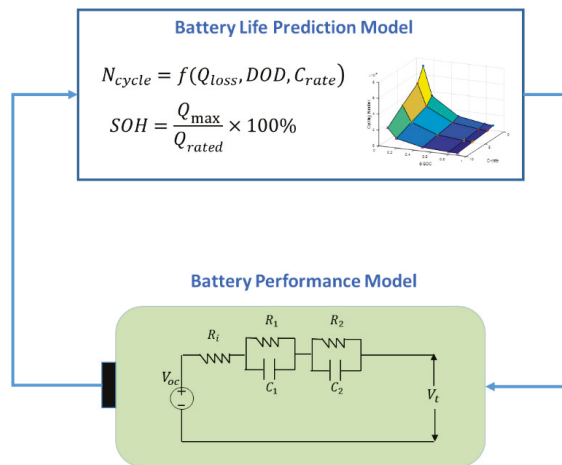 Battery Life Prediction Model
N_cycle = f(Q_loss, DOD, C_rate)
SOH = Q_max / Q_rated × 100%
Battery Performance Model
R_i
R_1
R_2
V_oc
+
−
C_1
C_2
V_t